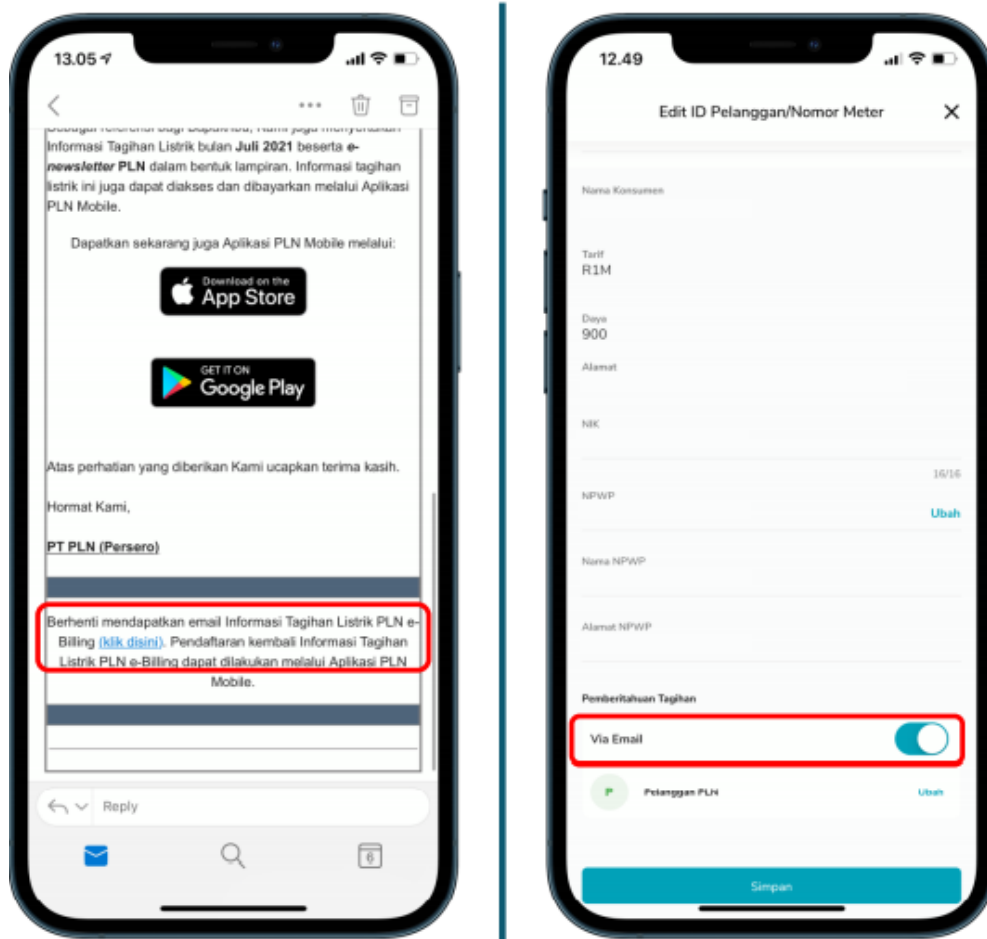 13.05
informasi Tagihan Listrik bulan Juli 2021 beserta e-
newsletter PLN dalam bentuk lampiran. Informasi tagihan
listrik ini juga dapat diakses dan dibayarkan melalui Aplikasi
PLN Mobile.
Dapatkan sekarang juga Aplikasi PLN Mobile melalui:
Download on the
App Store
GET IT ON
Google Play
Atas perhatian yang diberikan Kami ucapkan terima kasih.
Hormat Kami,
PT PLN (Persero)
Berhenti mendapatkan email Informasi Tagihan Listrik PLN e-
Billing (klik disini). Pendaftaran kembali Informasi Tagihan
Listrik PLN e-Billing dapat dilakukan melalui Aplikasi PLN
Mobile.
Reply
6
12.49
Edit ID Pelanggan/Nomor Meter
Nama Konsumen
Tarif
R1M
Daya
900
Alamat
NIK
16/16
NPWP
Ubah
Nama NPWP
Alamat NPWP
Pemberitahuan Tagihan
Via Email
P
Pelanggan PLN
Ubah
Simpan